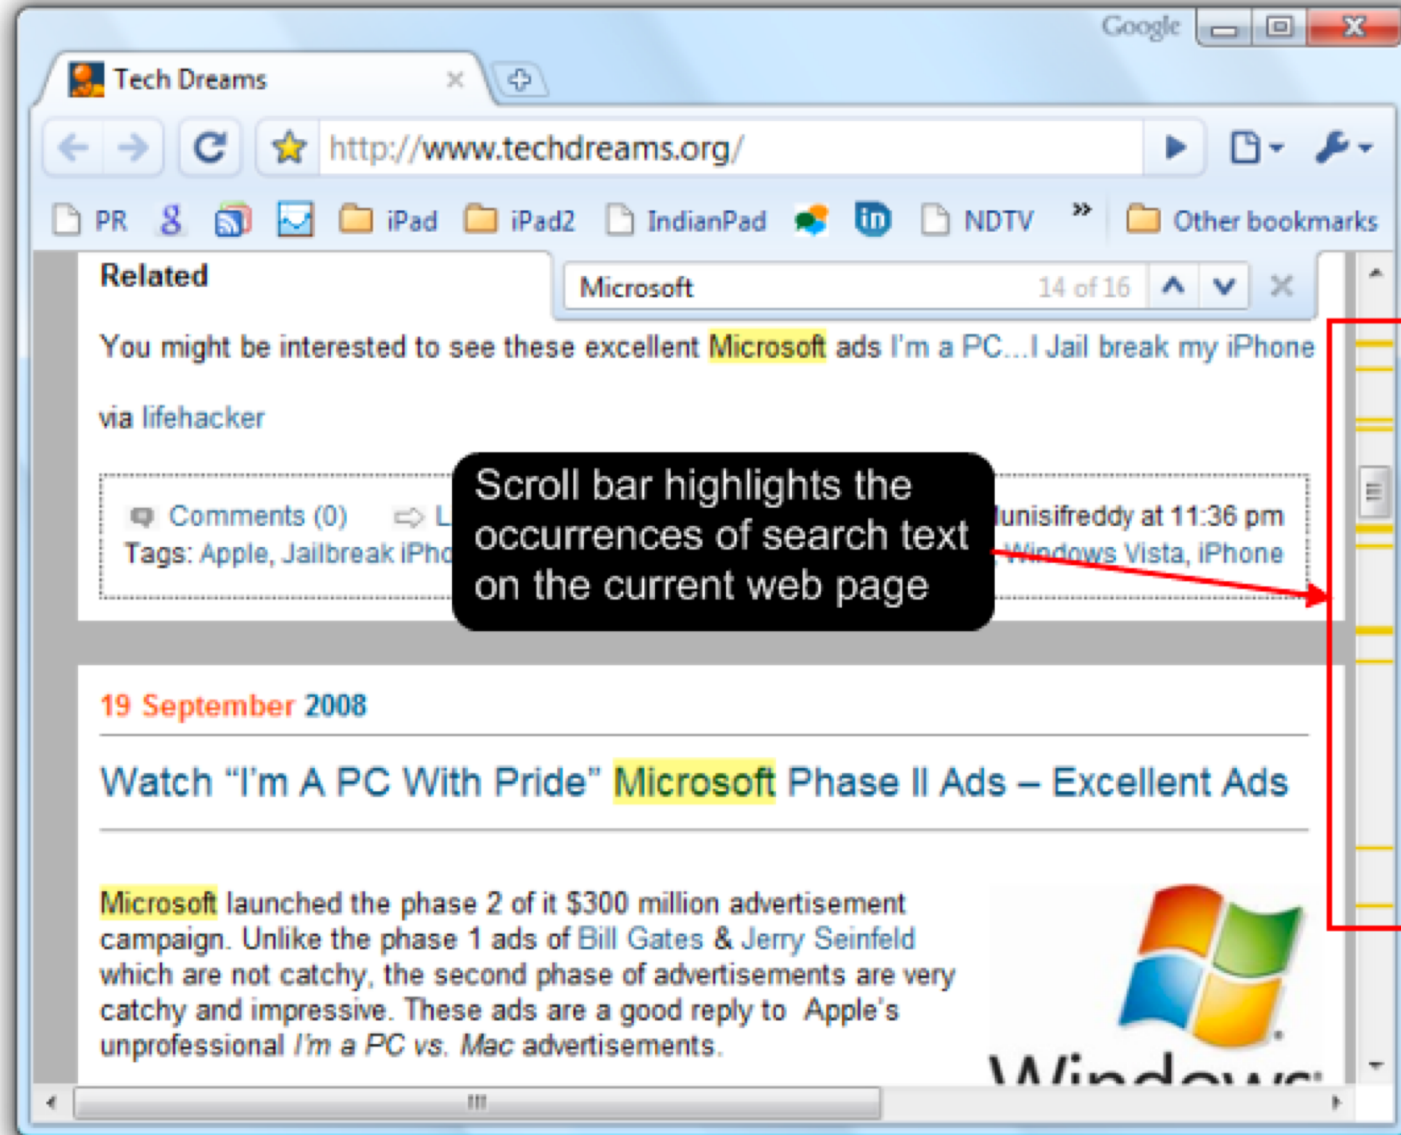 Google
Tech Dreams
http://www.techdreams.org/
PR iPad iPad2 IndianPad in NDTV » Other bookmarks
Related
Microsoft 14 of 16
You might be interested to see these excellent Microsoft ads I'm a PC...I Jail break my iPhone
via lifehacker
Scroll bar highlights the
occurrences of search text
on the current web page
Comments (0) L lunisifreddy at 11:36 pm
Tags: Apple, Jailbreak iPho , Windows Vista, iPhone
19 September 2008
Watch “I'm A PC With Pride” Microsoft Phase II Ads – Excellent Ads
Microsoft launched the phase 2 of it $300 million advertisement
campaign. Unlike the phase 1 ads of Bill Gates & Jerry Seinfeld
which are not catchy, the second phase of advertisements are very
catchy and impressive. These ads are a good reply to Apple's
unprofessional I'm a PC vs. Mac advertisements.
Windows